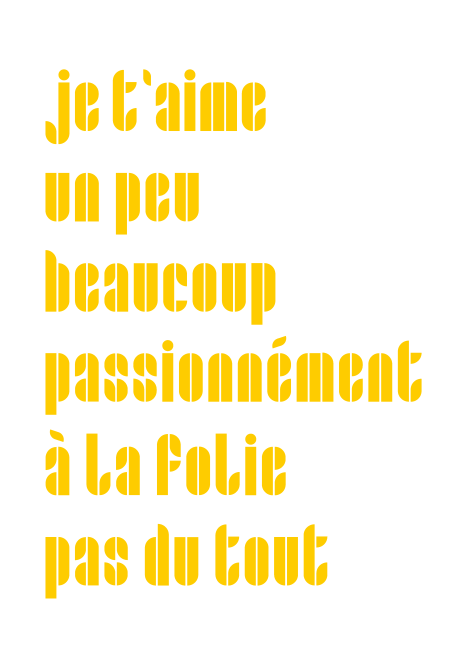 je t'aime
un peu
beaucoup
passionnément
à la folie
pas du tout